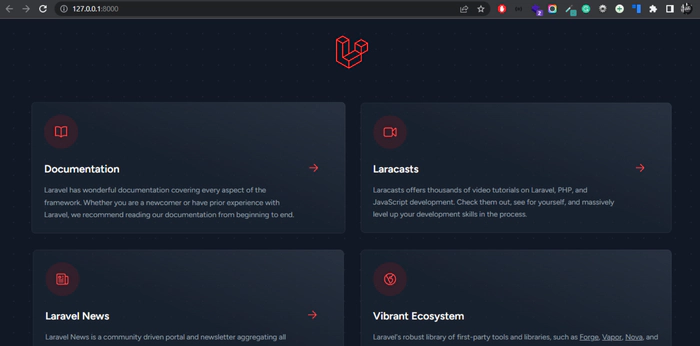 127.0.0.1:8000
2
Documentation
Laravel has wonderful documentation covering every aspect of the
framework. Whether you are a newcomer or have prior experience with
Laravel, we recommend reading our documentation from beginning to end.
Laracasts
Laracasts offers thousands of video tutorials on Laravel, PHP, and
JavaScript development. Check them out, see for yourself, and massively
level up your development skills in the process.
Laravel News
Laravel News is a community driven portal and newsletter aggregating all
Vibrant Ecosystem
Laravel's robust library of first-party tools and libraries, such as Forge, Vapor, Nova, and